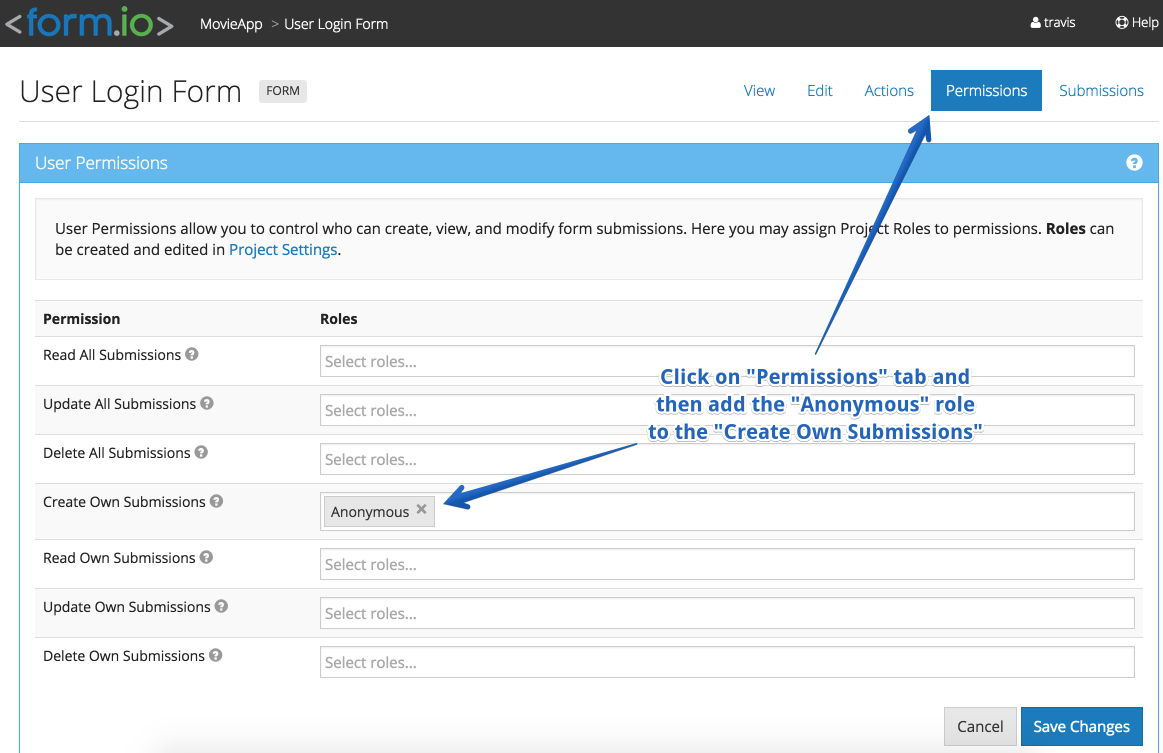 <form.io>
MovieApp > User Login Form
travis
Help
User Login Form
FORM
View
Edit
Actions
Permissions
Submissions
User Permissions
?
User Permissions allow you to control who can create, view, and modify form submissions. Here you may assign Project Roles to permissions. Roles can
be created and edited in Project Settings.
Permission
Roles
Read All Submissions ?
Select roles...
Update All Submissions ?
Select roles...
Delete All Submissions ?
Select roles...
Click on "Permissions" tab and
then add the "Anonymous" role
to the "Create Own Submissions"
Create Own Submissions ?
Anonymous ×
Read Own Submissions ?
Select roles...
Update Own Submissions ?
Select roles...
Delete Own Submissions ?
Select roles...
Cancel
Save Changes